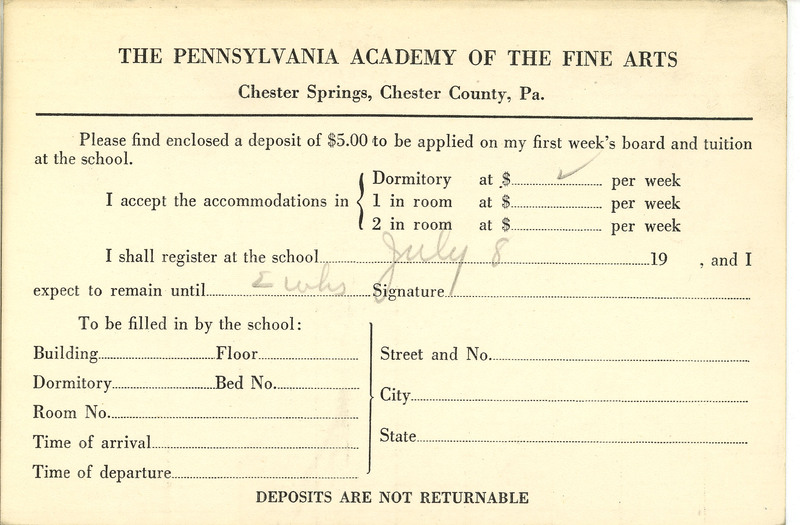 THE PENNSYLVANIA ACADEMY OF THE FINE ARTS
Chester Springs, Chester County, Pa.
Please find enclosed a deposit of $5.00 to be applied on my first week's board and tuition
at the school.
I accept the accommodations in
Dormitory at $ ✓ per week
1 in room at $ per week
2 in room at $ per week
I shall register at the school July 8 19 , and I
expect to remain until wks Signature
To be filled in by the school:
Building Floor
Dormitory Bed No.
Room No.
Time of arrival
Time of departure
Street and No.
City
State
DEPOSITS ARE NOT RETURNABLE